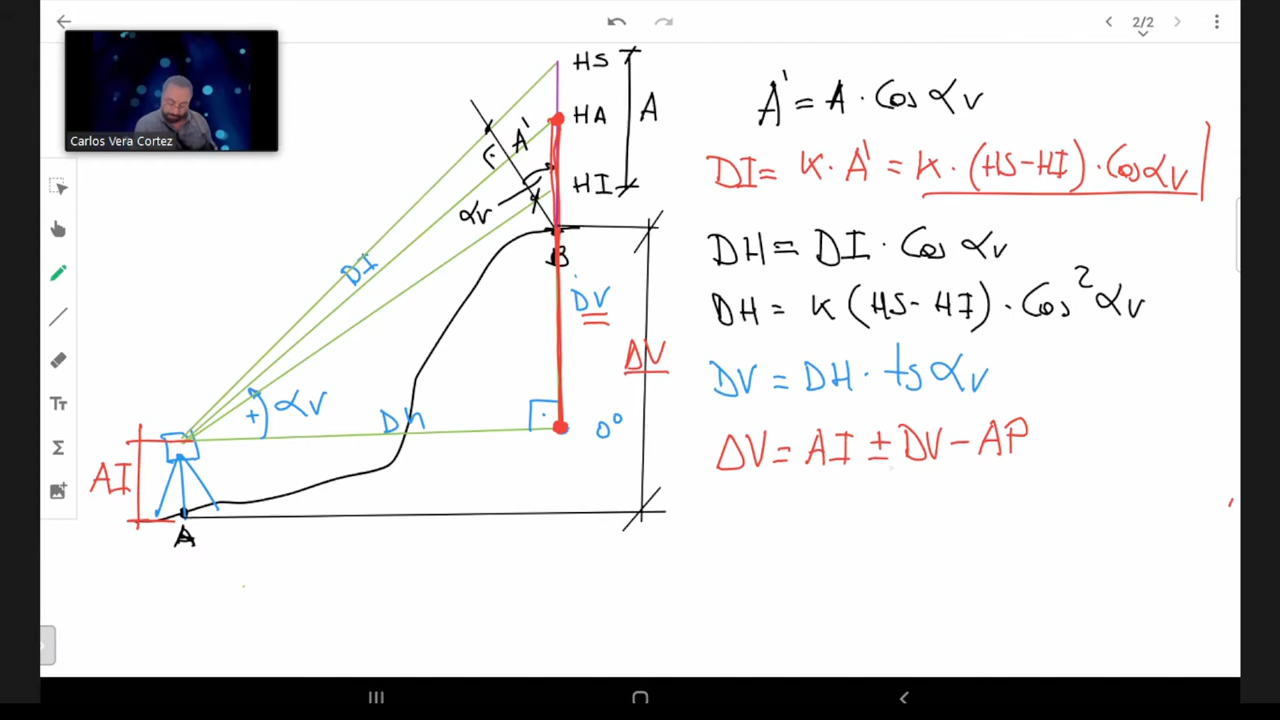 2/2
Carlos Vera Cortez
HS
HA
HI
A
A'
αv
B
DI
DV
ΔV
+ αv
Dh
0°
AI
A
A' = A · Cos αv
DI = K · A' = K · (HS-HI) · Cos αv
DH = DI · Cos αv
DH = K (HS-HI) · Cos² αv
DV = DH · tg αv
ΔV = AI ± DV - AP
Tт
Σ